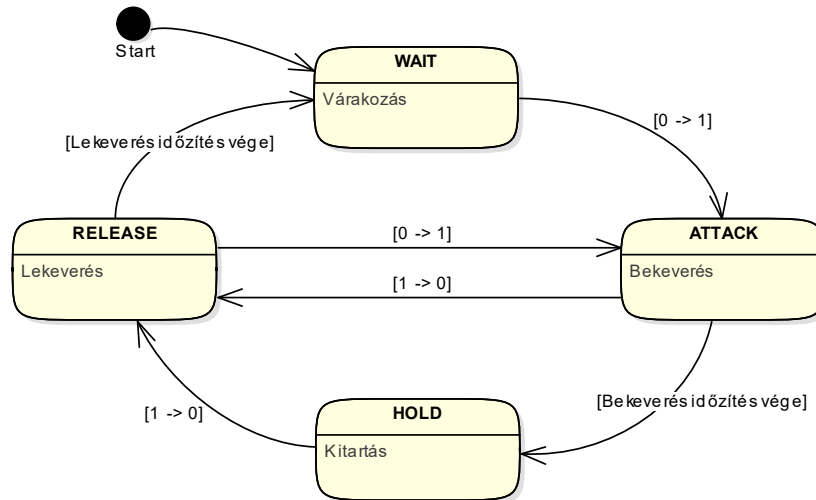 Start
WAIT
Várakozás
[0 -> 1]
[Lekeverés időzítés vége]
RELEASE
Lekeverés
[0 -> 1]
ATTACK
Bekeverés
[1 -> 0]
[Bekeverés időzítés vége]
HOLD
[1 -> 0]
Kitartás